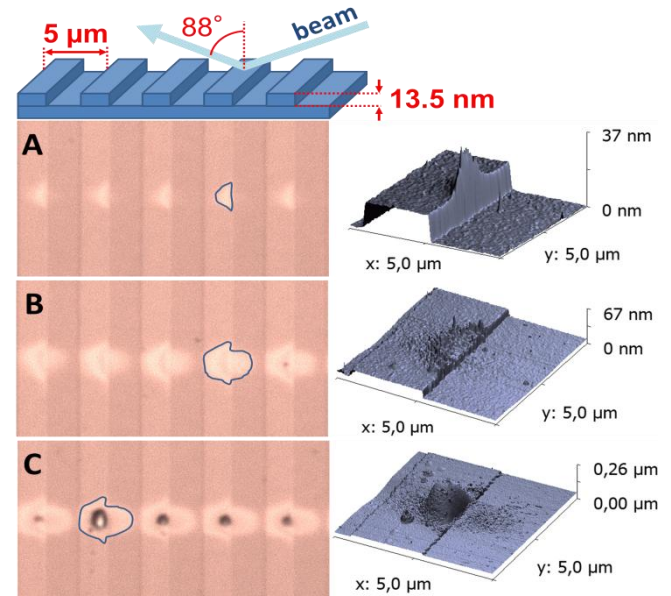 88°
5 µm
beam
13.5 nm
A
37 nm
0 nm
x: 5,0 µm
y: 5,0 µm
B
67 nm
0 nm
x: 5,0 µm
y: 5,0 µm
C
0,26 µm
0,00 µm
x: 5,0 µm
y: 5,0 µm